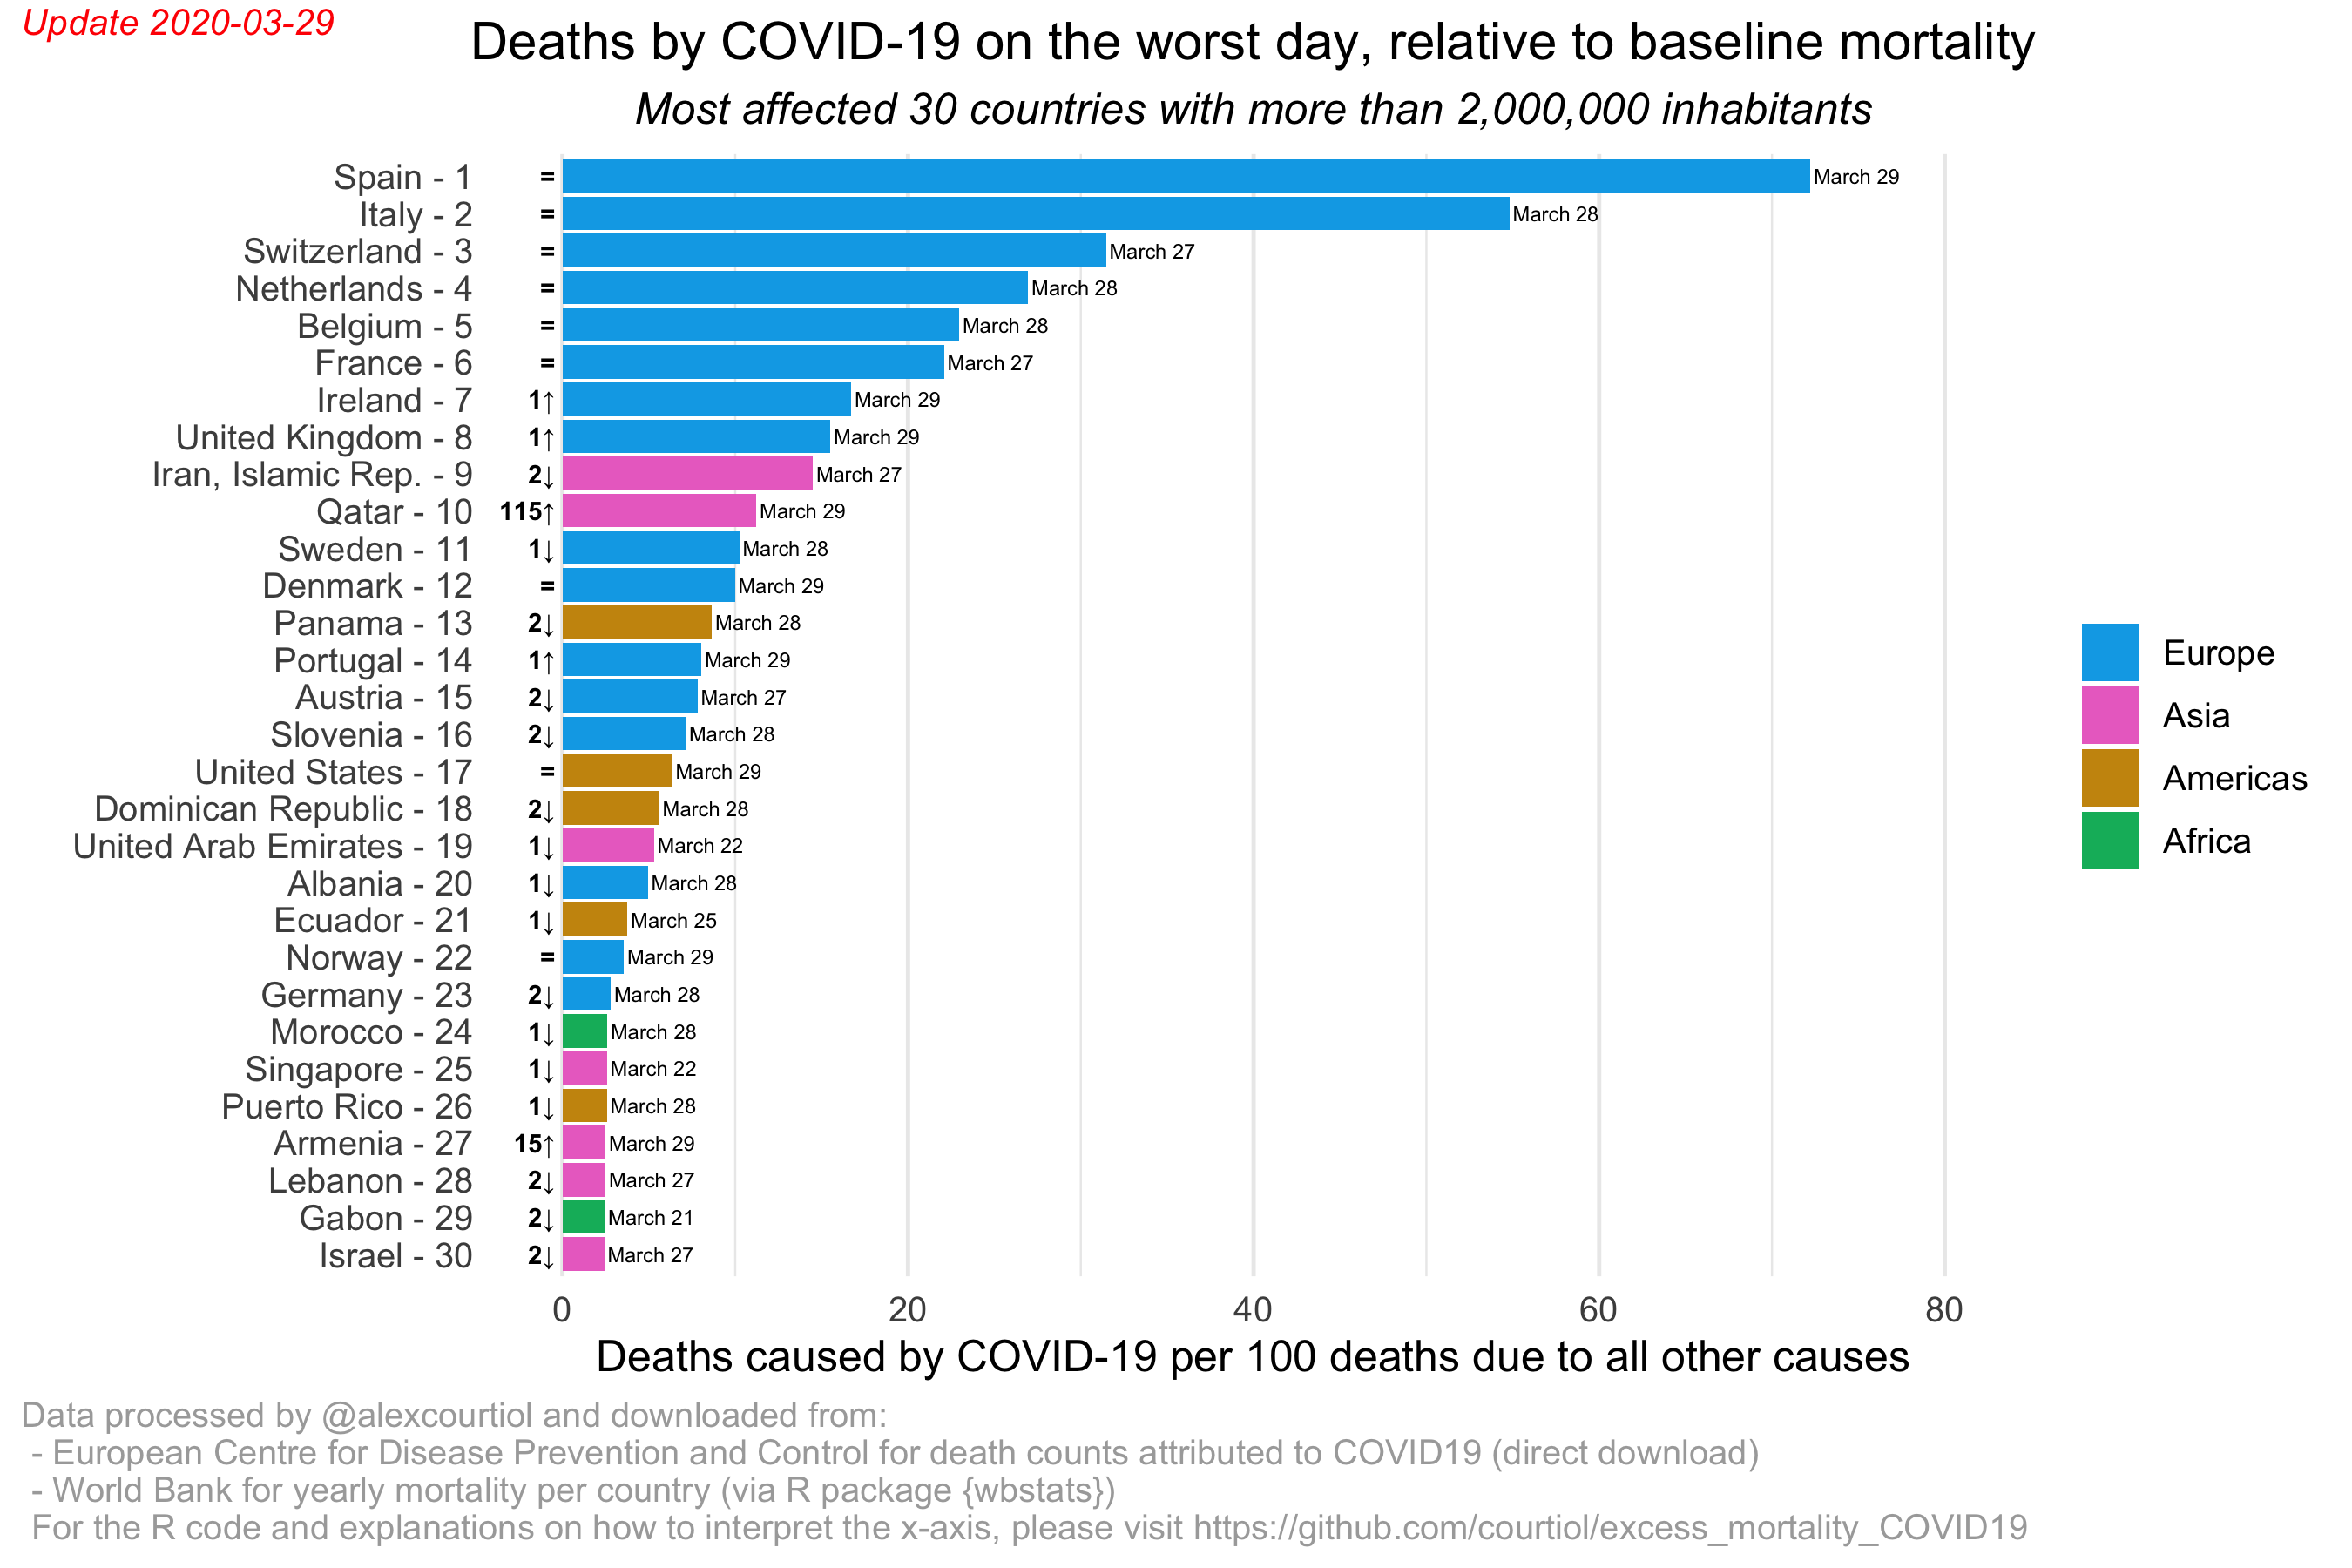 Update 2020-03-29
Deaths by COVID-19 on the worst day, relative to baseline mortality
Most affected 30 countries with more than 2,000,000 inhabitants
Spain - 1 = March 29
Italy - 2 = March 28
Switzerland - 3 = March 27
Netherlands - 4 = March 28
Belgium - 5 = March 28
France - 6 = March 27
Ireland - 7 1↑ March 29
United Kingdom - 8 1↑ March 29
Iran, Islamic Rep. - 9 2↓ March 27
Qatar - 10 115↑ March 29
Sweden - 11 1↓ March 28
Denmark - 12 = March 29
Panama - 13 2↓ March 28
Portugal - 14 1↑ March 29
Austria - 15 2↓ March 27
Slovenia - 16 2↓ March 28
United States - 17 = March 29
Dominican Republic - 18 2↓ March 28
United Arab Emirates - 19 1↓ March 22
Albania - 20 1↓ March 28
Ecuador - 21 1↓ March 25
Norway - 22 = March 29
Germany - 23 2↓ March 28
Morocco - 24 1↓ March 28
Singapore - 25 1↓ March 22
Puerto Rico - 26 1↓ March 28
Armenia - 27 15↑ March 29
Lebanon - 28 2↓ March 27
Gabon - 29 2↓ March 21
Israel - 30 2↓ March 27
0 20 40 60 80
Deaths caused by COVID-19 per 100 deaths due to all other causes
Europe
Asia
Americas
Africa
Data processed by @alexcourtiol and downloaded from:
- European Centre for Disease Prevention and Control for death counts attributed to COVID19 (direct download)
- World Bank for yearly mortality per country (via R package {wbstats})
For the R code and explanations on how to interpret the x-axis, please visit https://github.com/courtiol/excess_mortality_COVID19